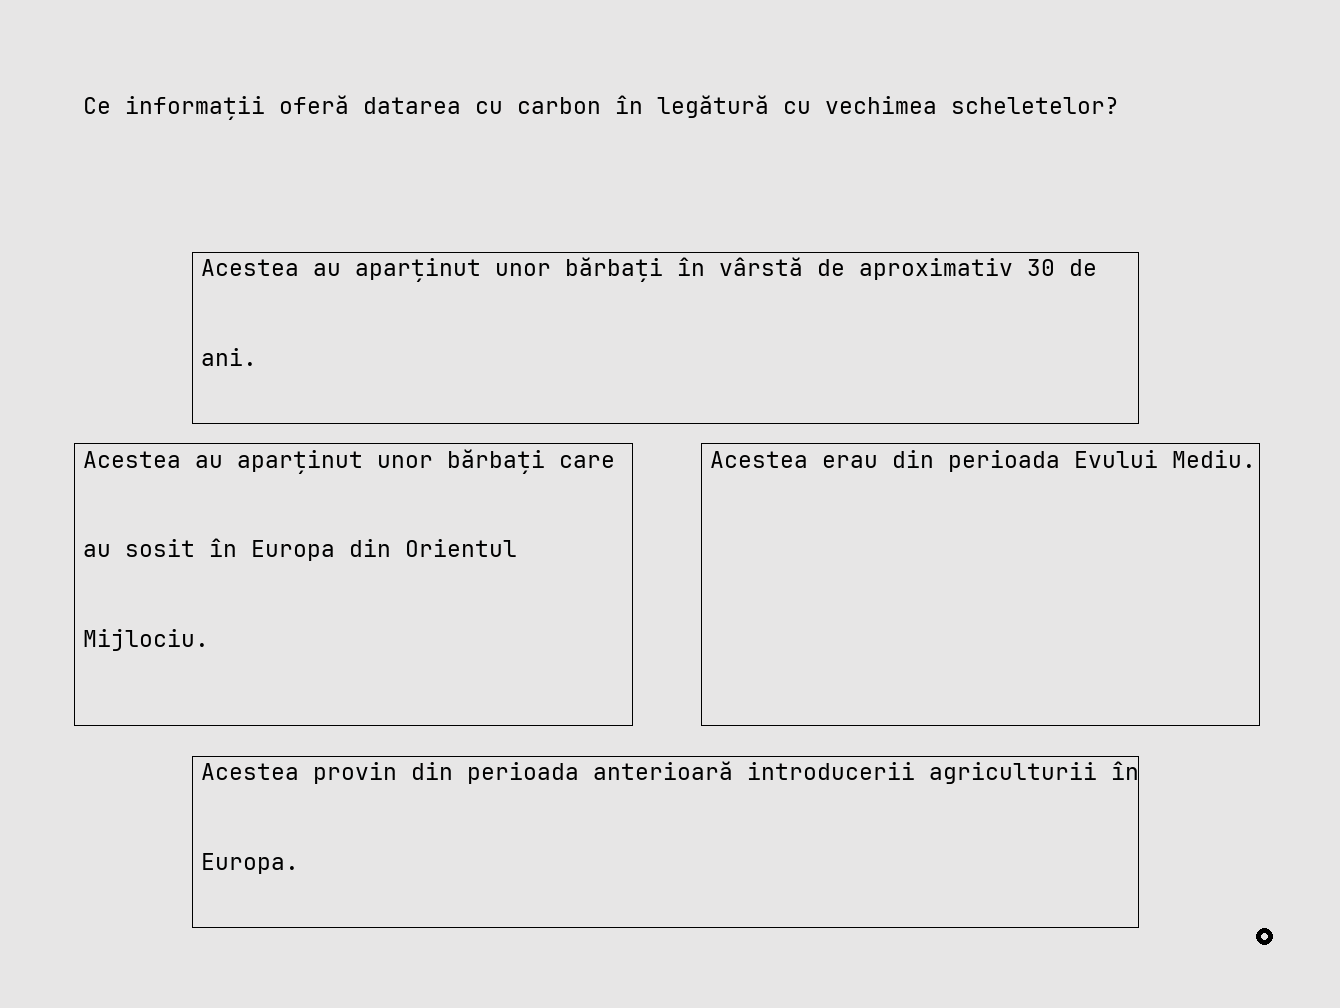 Ce informații oferă datarea cu carbon în legătură cu vechimea scheletelor?
Acestea au aparținut unor bărbați în vârstă de aproximativ 30 de
ani.
Acestea au aparținut unor bărbați care
au sosit în Europa din Orientul
Mijlociu.
Acestea erau din perioada Evului Mediu.
Acestea provin din perioada anterioară introducerii agriculturii în
Europa.